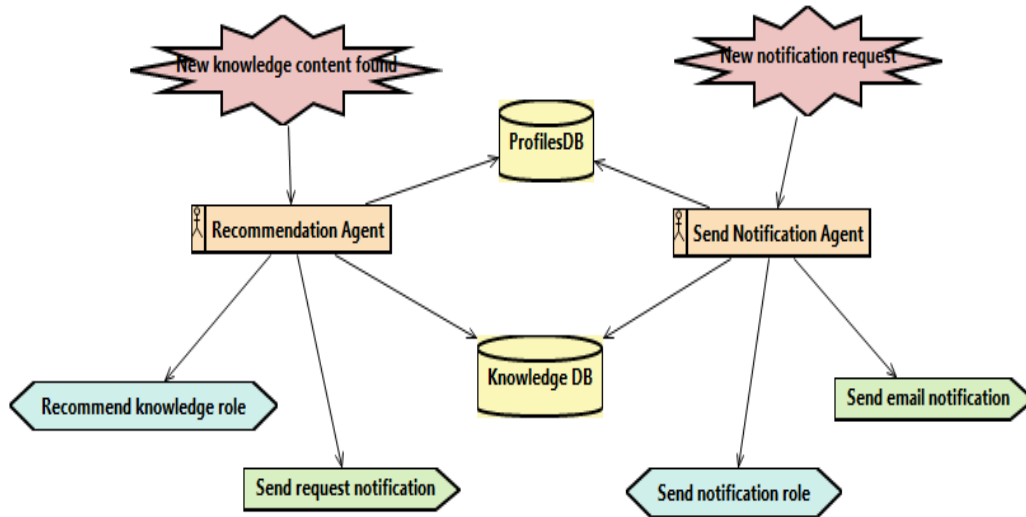 New knowledge content found
New notification request
ProfilesDB
Recommendation Agent
Send Notification Agent
Knowledge DB
Recommend knowledge role
Send email notification
Send request notification
Send notification role